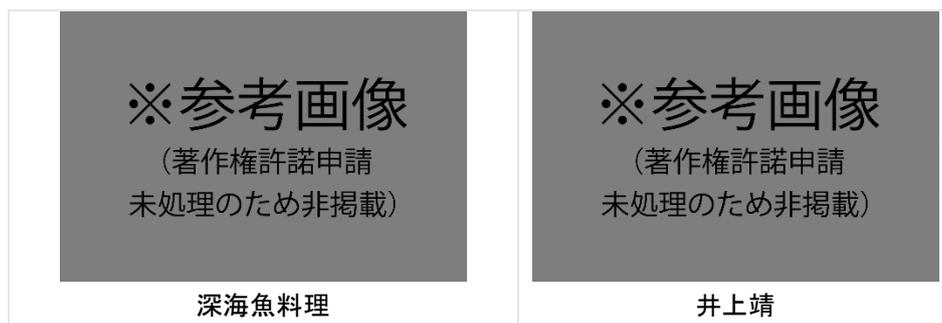 ※参考画像
（著作権許諾申請
未処理のため非掲載）
深海魚料理
※参考画像
（著作権許諾申請
未処理のため非掲載）
井上靖